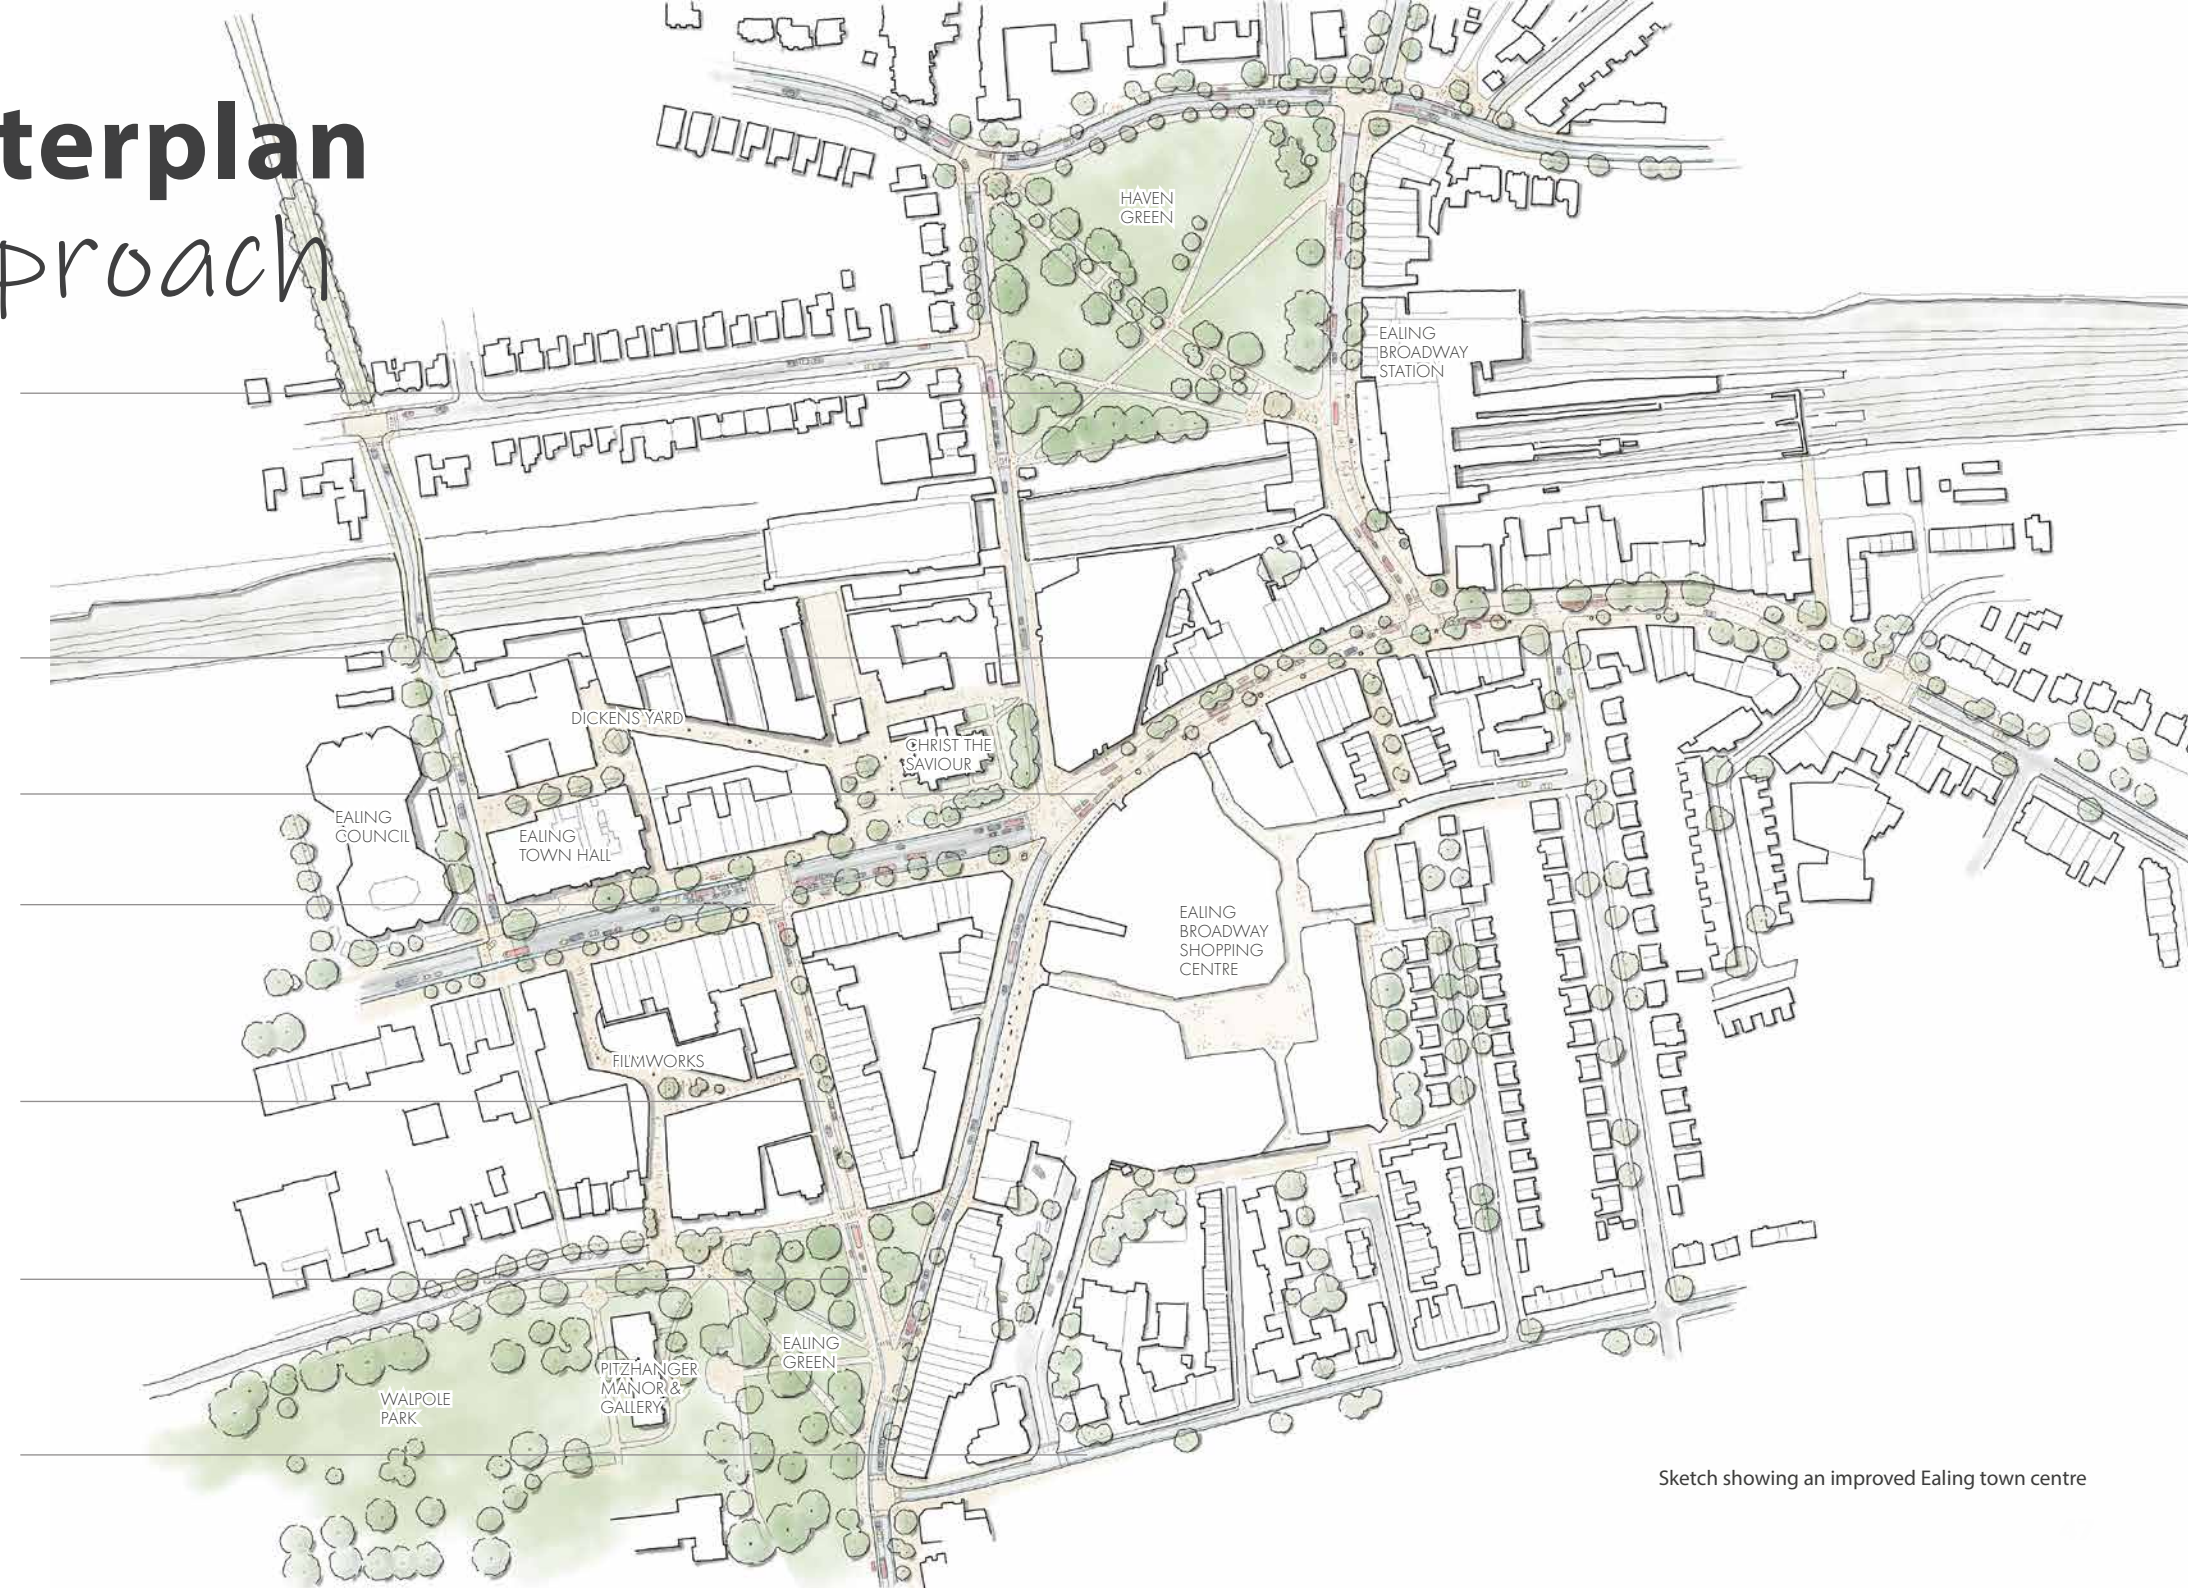 terplan
proach
HAVEN
GREEN
EALING
BROADWAY
STATION
DICKENS YARD
CHRIST THE
SAVIOUR
EALING
COUNCIL
EALING
TOWN HALL
EALING
BROADWAY
SHOPPING
CENTRE
FILMWORKS
EALING
GREEN
PITZHANGER
MANOR &
GALLERY
WALPOLE
PARK
Sketch showing an improved Ealing town centre